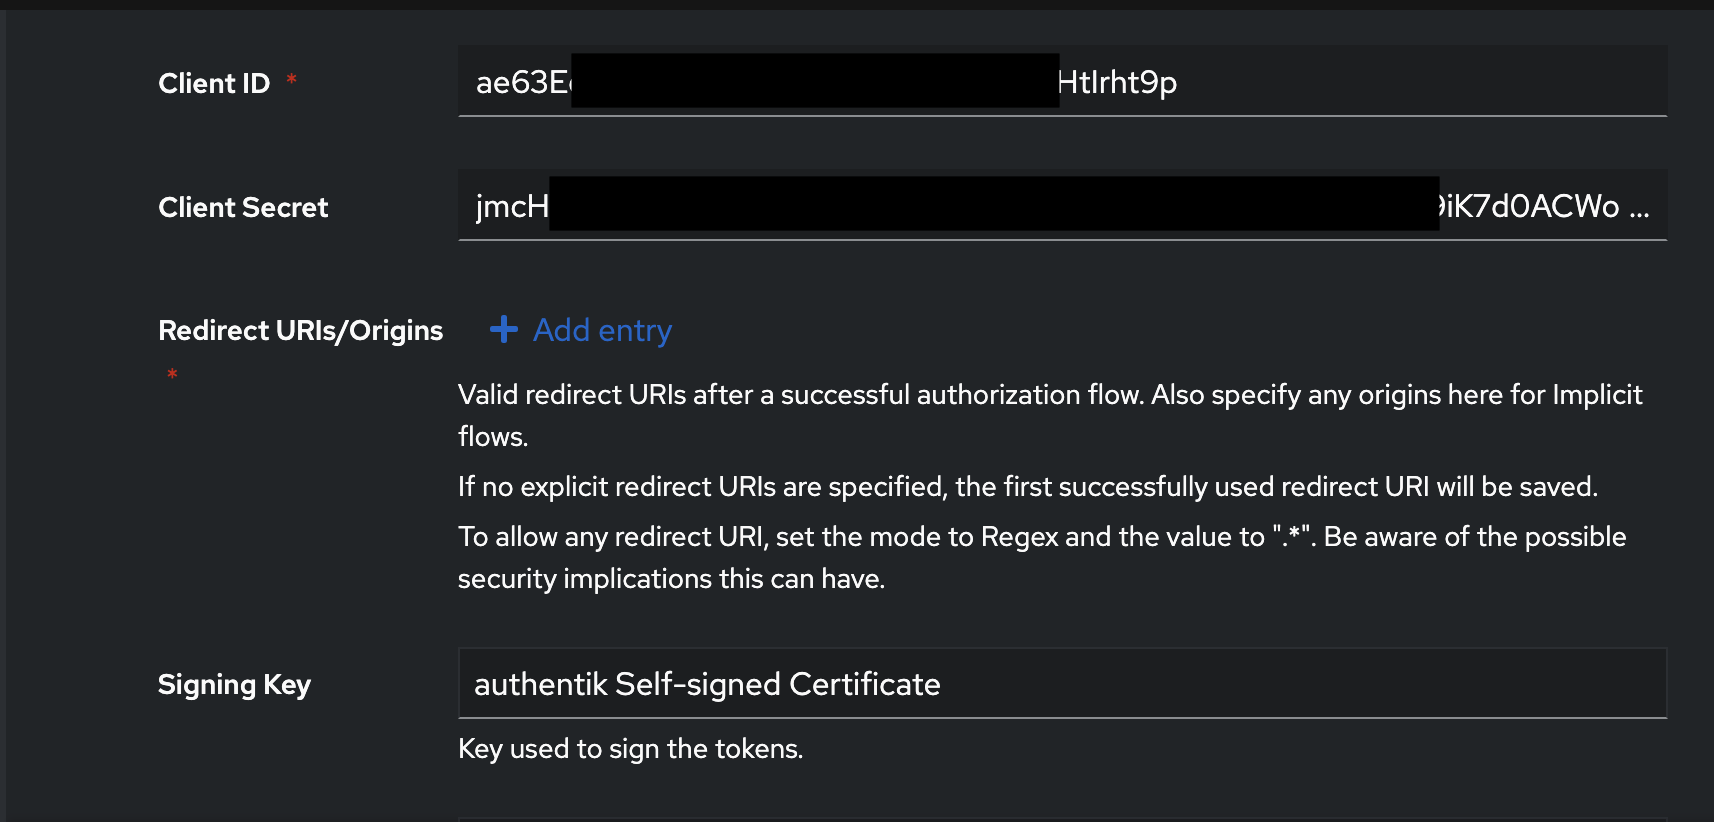 Client ID *
ae63E HtIrht9p
Client Secret
jmcH iK7d0ACWo ...
Redirect URIs/Origins *
+ Add entry
Valid redirect URIs after a successful authorization flow. Also specify any origins here for Implicit
flows.
If no explicit redirect URIs are specified, the first successfully used redirect URI will be saved.
To allow any redirect URI, set the mode to Regex and the value to ".*". Be aware of the possible
security implications this can have.
Signing Key
authentik Self-signed Certificate
Key used to sign the tokens.